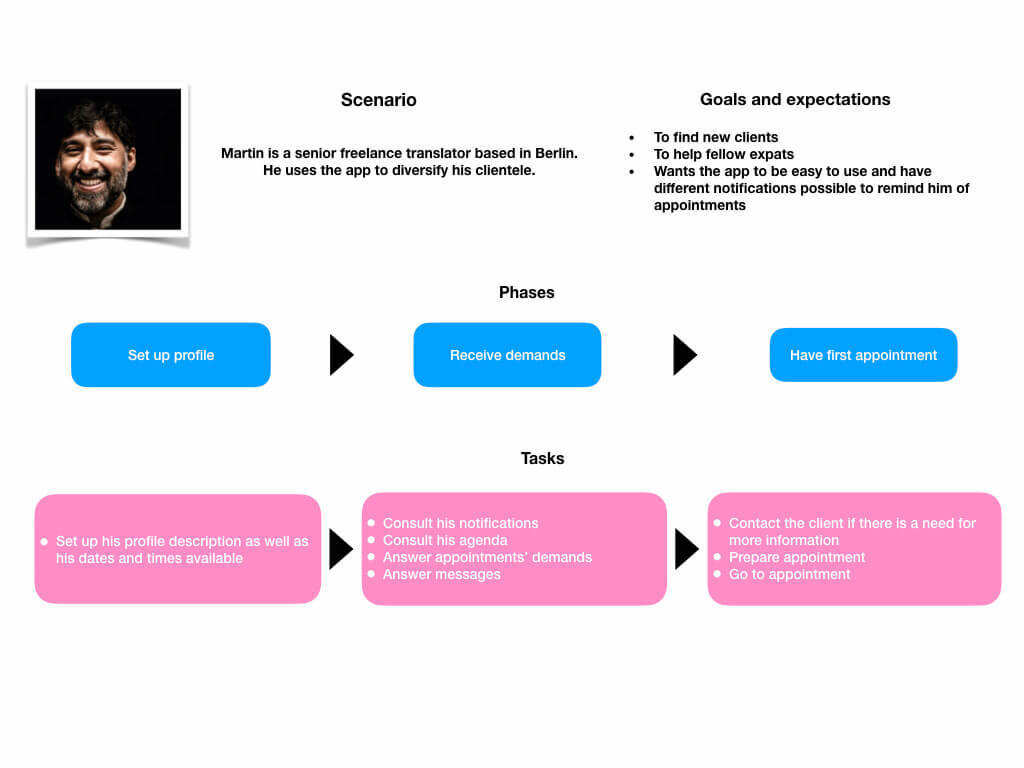 Scenario
Martin is a senior freelance translator based in Berlin.
He uses the app to diversify his clientele.
Goals and expectations
• To find new clients
• To help fellow expats
• Wants the app to be easy to use and have
different notifications possible to remind him of
appointments
Phases
Set up profile
Receive demands
Have first appointment
Tasks
• Set up his profile description as well as
his dates and times available
• Consult his notifications
• Consult his agenda
• Answer appointments’ demands
• Answer messages
• Contact the client if there is a need for
more information
• Prepare appointment
• Go to appointment